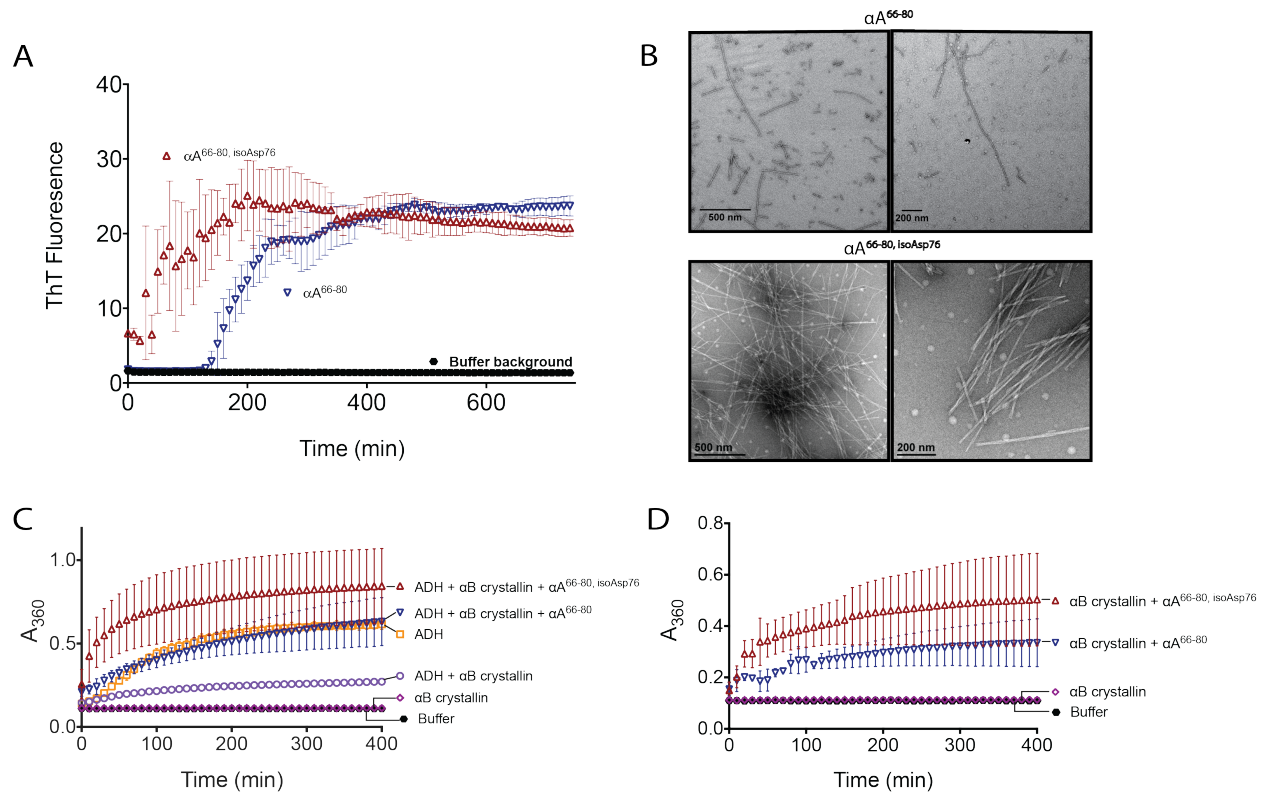 A
40
30
20
10
0
ThT Fluoresence
αA66-80, isoAsp76
αA66-80
Buffer background
0 200 400 600
Time (min)
B
αA66-80
500 nm
200 nm
αA66-80, isoAsp76
500 nm
200 nm
C
1.0
0.5
0.0
A360
ADH + αB crystallin + αA66-80, isoAsp76
ADH + αB crystallin + αA66-80
ADH
ADH + αB crystallin
αB crystallin
Buffer
0 100 200 300 400
Time (min)
D
0.8
0.6
0.4
0.2
0.0
A360
αB crystallin + αA66-80, isoAsp76
αB crystallin + αA66-80
αB crystallin
Buffer
0 100 200 300 400
Time (min)